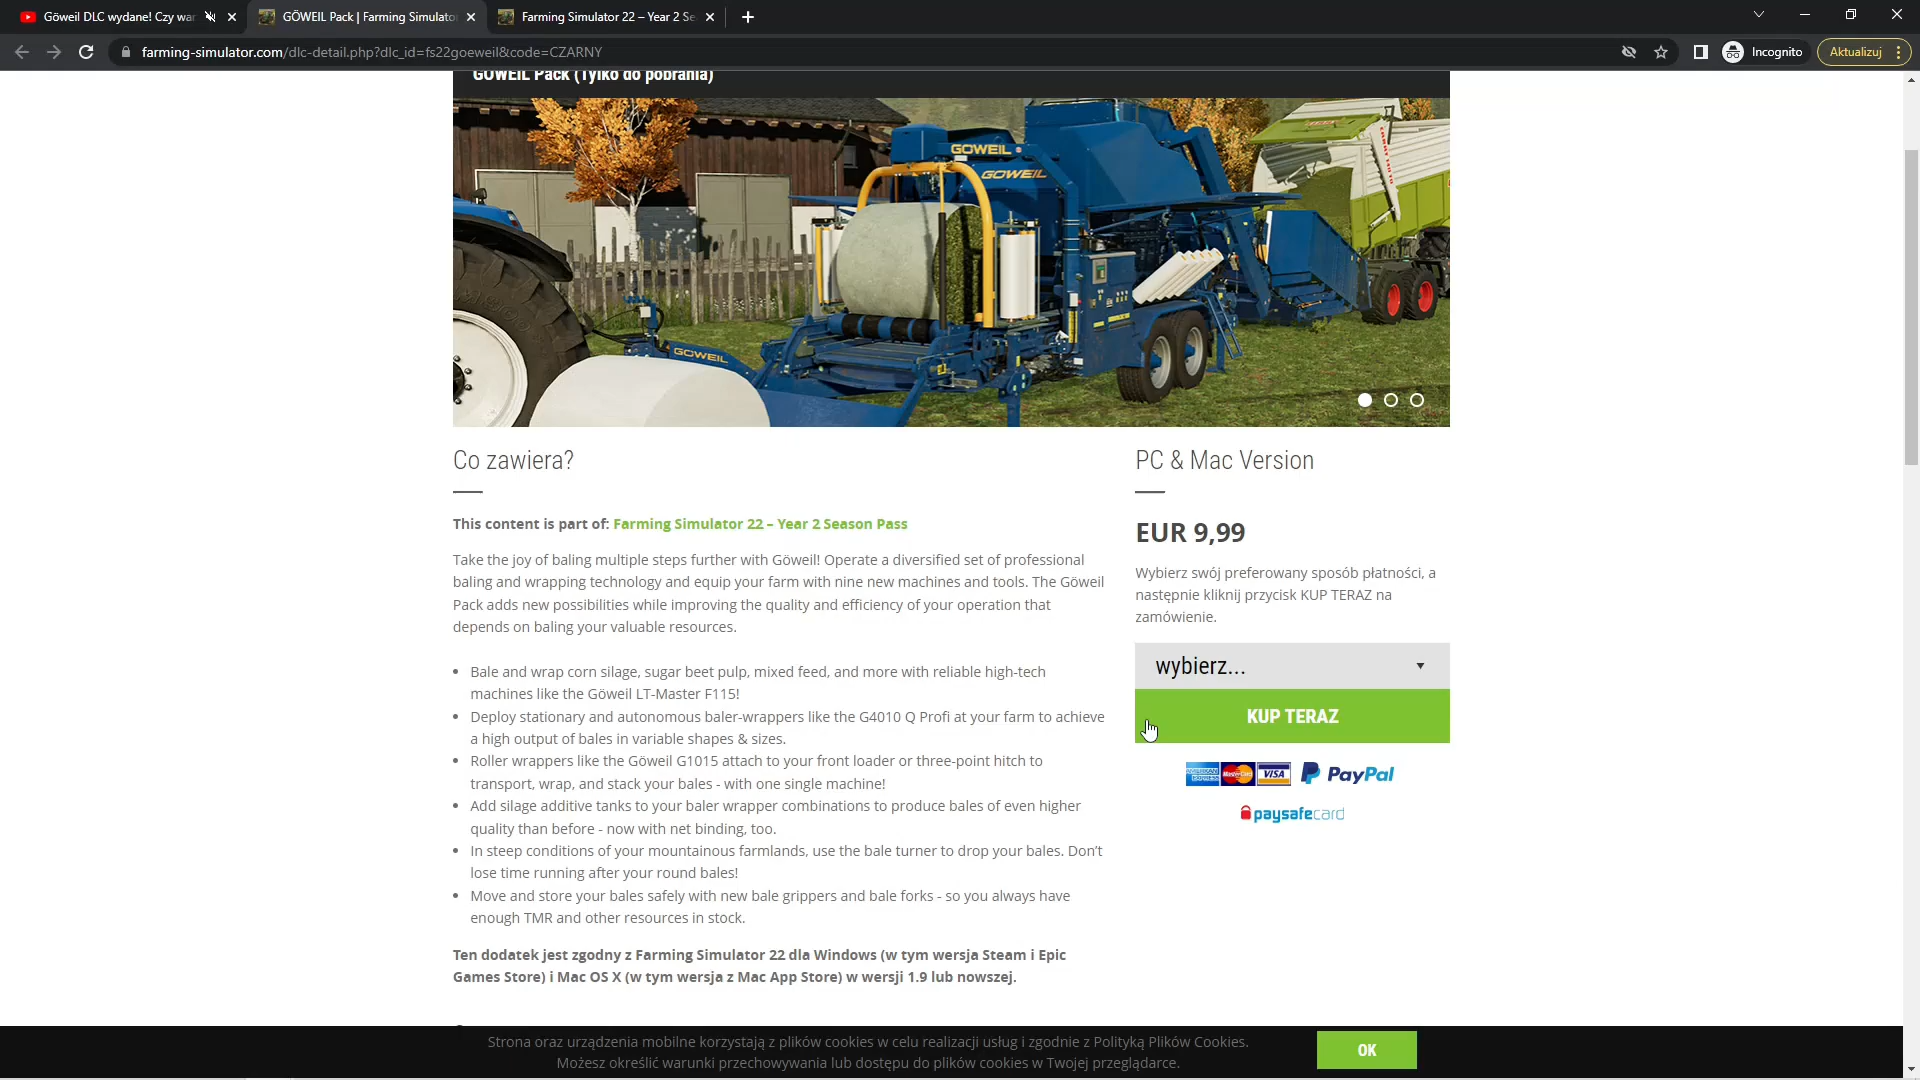 Göweil DLC wydane! Czy war
GÖWEIL Pack | Farming Simulator
Farming Simulator 22 – Year 2 Se
farming-simulator.com/dlc-detail.php?dlc_id=fs22goeweil&code=CZARNY
Incognito
Aktualizuj
GÖWEIL Pack (Tylko do pobrania)
GÖWEIL
GÖWEIL
GÖWEIL
Co zawiera?
This content is part of: Farming Simulator 22 – Year 2 Season Pass
Take the joy of baling multiple steps further with Göweil! Operate a diversified set of professional
baling and wrapping technology and equip your farm with nine new machines and tools. The Göweil
Pack adds new possibilities while improving the quality and efficiency of your operation that
depends on baling your valuable resources.
Bale and wrap corn silage, sugar beet pulp, mixed feed, and more with reliable high-tech
machines like the Göweil LT-Master F115!
Deploy stationary and autonomous baler-wrappers like the G4010 Q Profi at your farm to achieve
a high output of bales in variable shapes & sizes.
Roller wrappers like the Göweil G1015 attach to your front loader or three-point hitch to
transport, wrap, and stack your bales - with one single machine!
Add silage additive tanks to your baler wrapper combinations to produce bales of even higher
quality than before - now with net binding, too.
In steep conditions of your mountainous farmlands, use the bale turner to drop your bales. Don't
lose time running after your round bales!
Move and store your bales safely with new bale grippers and bale forks - so you always have
enough TMR and other resources in stock.
Ten dodatek jest zgodny z Farming Simulator 22 dla Windows (w tym wersja Steam i Epic
Games Store) i Mac OS X (w tym wersja z Mac App Store) w wersji 1.9 lub nowszej.
PC & Mac Version
EUR 9,99
Wybierz swój preferowany sposób płatności, a
następnie kliknij przycisk KUP TERAZ na
zamówienie.
wybierz...
KUP TERAZ
AMERICAN EXPRESS MasterCard VISA PayPal
paysafecard
Strona oraz urządzenia mobilne korzystają z plików cookies w celu realizacji usług i zgodnie z Polityką Plików Cookies.
Możesz określić warunki przechowywania lub dostępu do plików cookies w Twojej przeglądarce.
OK